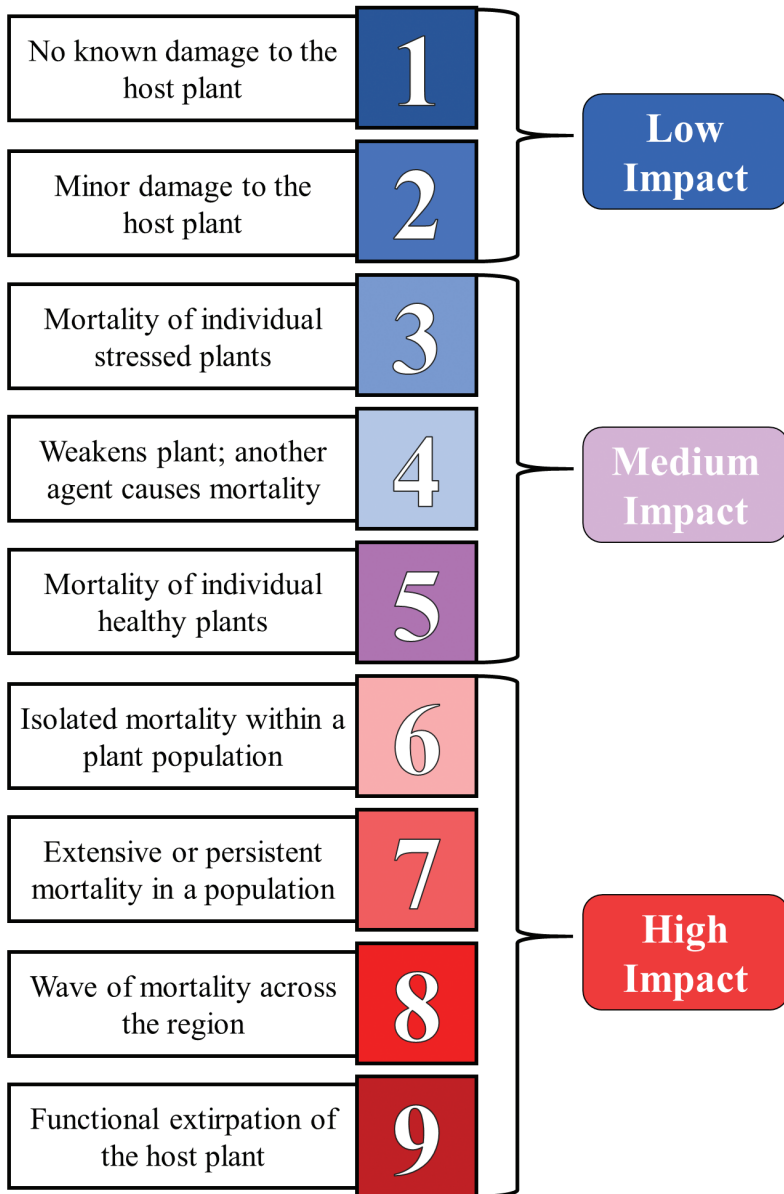 No known damage to the
host plant
1
Minor damage to the
host plant
2
Low
Impact
Mortality of individual
stressed plants
3
Weakens plant; another
agent causes mortality
4
Mortality of individual
healthy plants
5
Medium
Impact
Isolated mortality within a
plant population
6
Extensive or persistent
mortality in a population
7
Wave of mortality across
the region
8
Functional extirpation of
the host plant
9
High
Impact